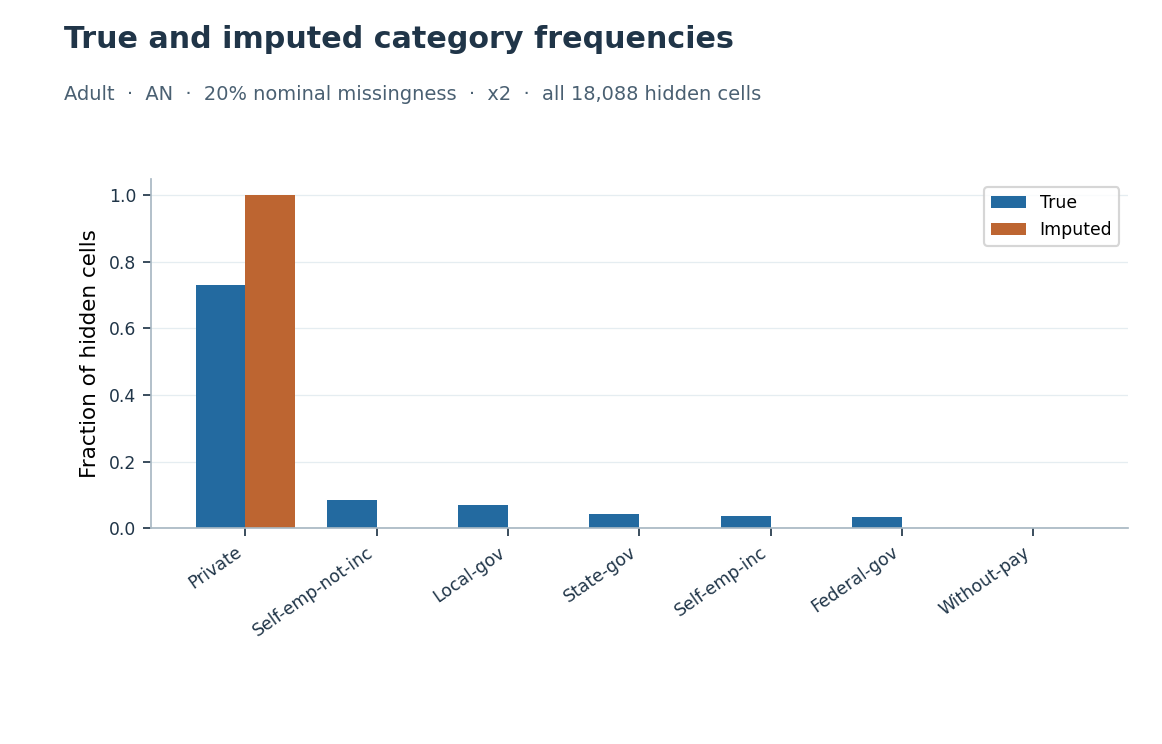 True and imputed category frequencies
Adult · AN · 20% nominal missingness · x2 · all 18,088 hidden cells
Fraction of hidden cells
1.0
0.8
0.6
0.4
0.2
0.0
True
Imputed
Private
Self-emp-not-inc
Local-gov
State-gov
Self-emp-inc
Federal-gov
Without-pay